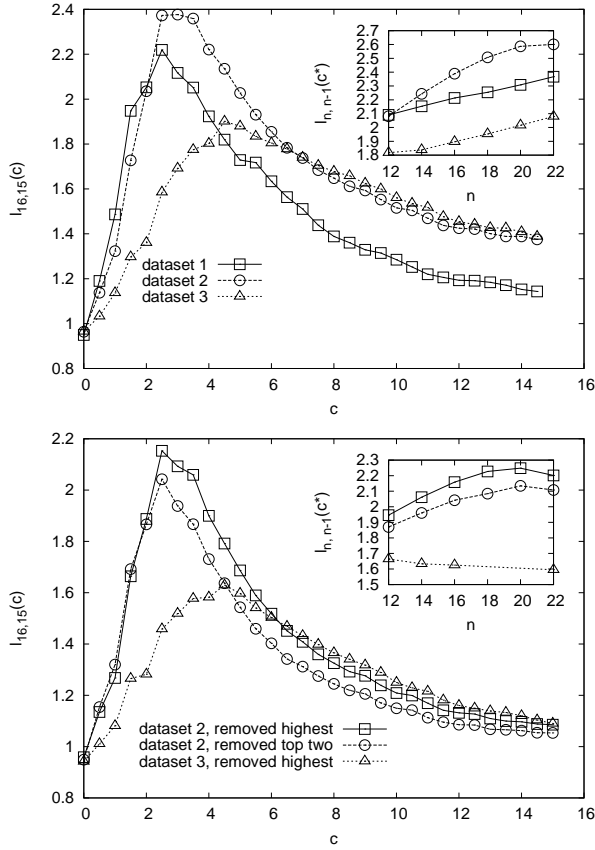 2.4
2.2
2
1.8
1.6
1.4
1.2
1
0.8
I16,15(c)
0 2 4 6 8 10 12 14 16
c
dataset 1
dataset 2
dataset 3
2.7
2.6
2.5
2.4
2.3
2.2
2.1
2
1.9
1.8
In, n-1(c*)
12 14 16 18 20 22
n
2.2
2
1.8
1.6
1.4
1.2
1
0.8
I16,15(c)
0 2 4 6 8 10 12 14 16
c
dataset 2, removed highest
dataset 2, removed top two
dataset 3, removed highest
2.3
2.2
2.1
2
1.9
1.8
1.7
1.6
1.5
In, n-1(c*)
12 14 16 18 20 22
n